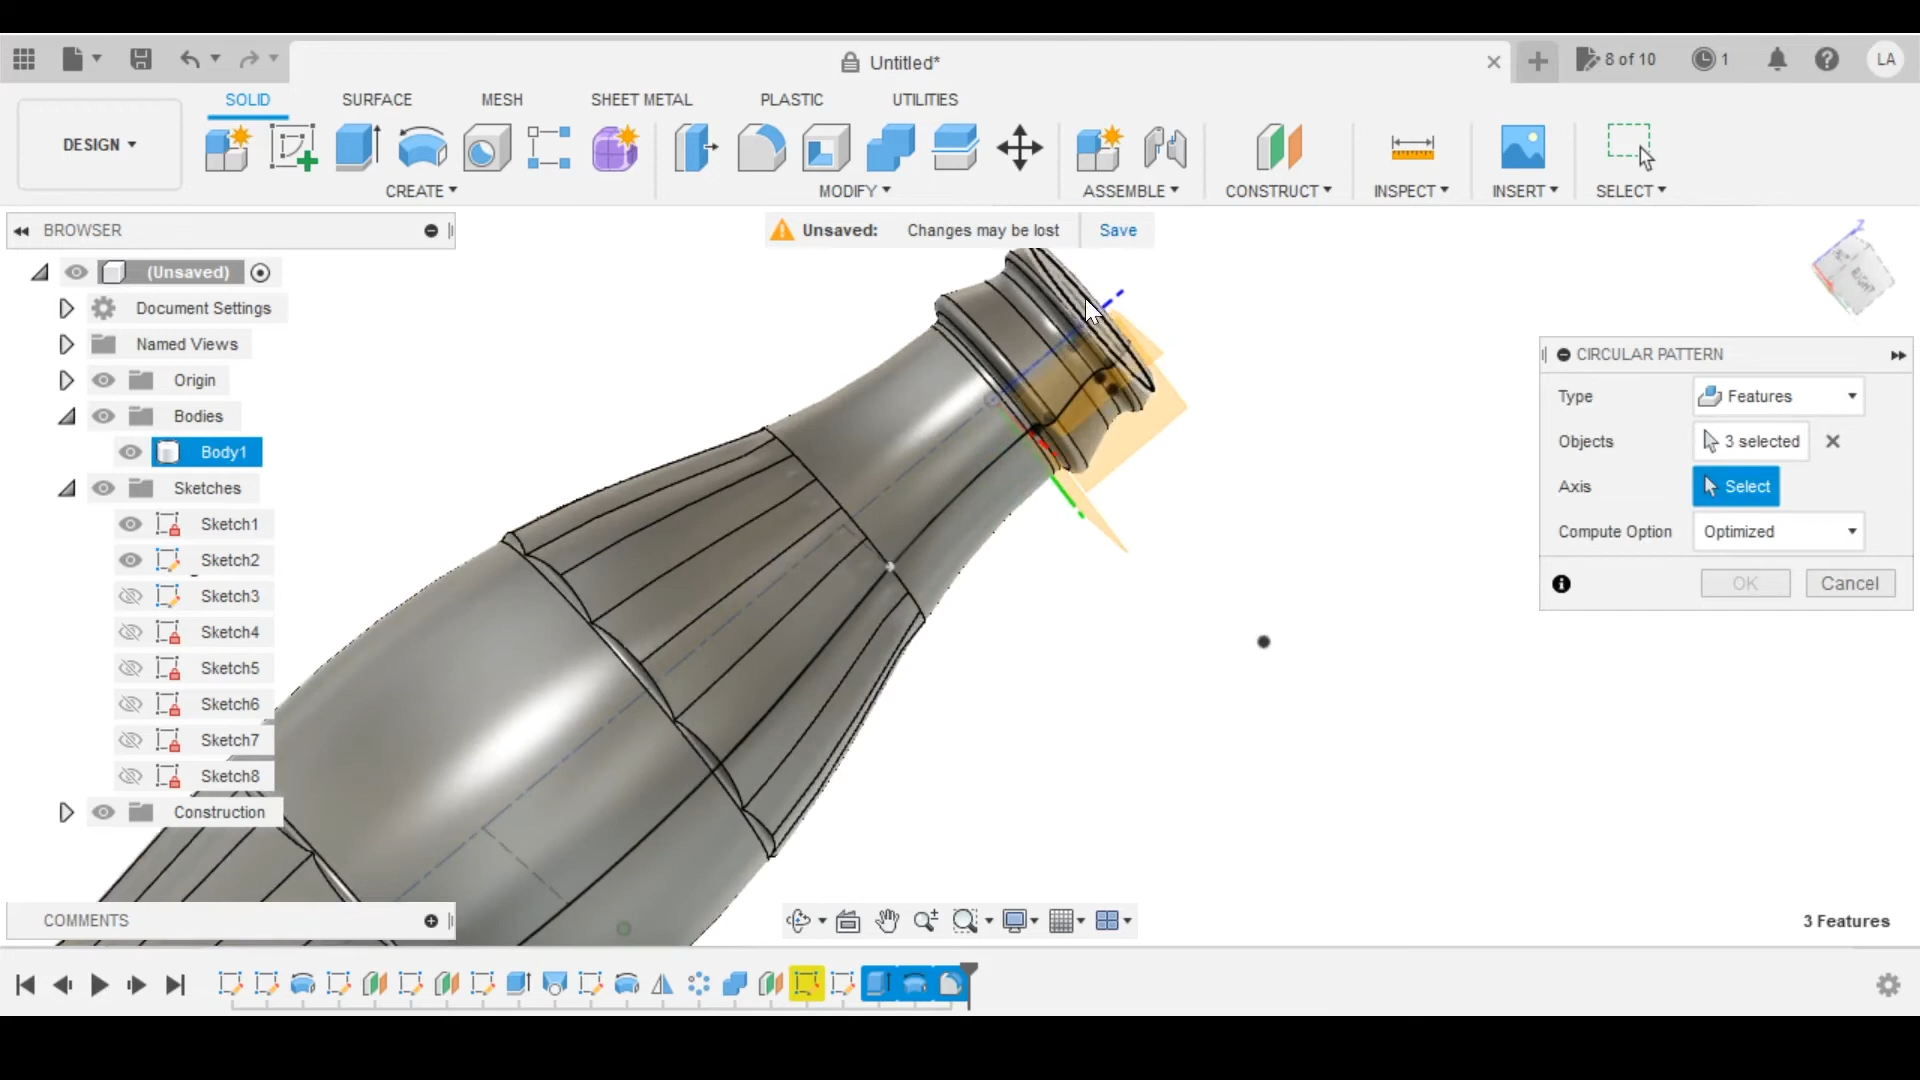 Untitled*
8 of 10
1
LA
DESIGN
SOLID
SURFACE
MESH
SHEET METAL
PLASTIC
UTILITIES
CREATE
MODIFY
ASSEMBLE
CONSTRUCT
INSPECT
INSERT
SELECT
BROWSER
Unsaved: Changes may be lost Save
(Unsaved)
Document Settings
Named Views
Origin
Bodies
Body1
Sketches
Sketch1
Sketch2
Sketch3
Sketch4
Sketch5
Sketch6
Sketch7
Sketch8
Construction
CIRCULAR PATTERN
Type Features
Objects 3 selected
Axis Select
Compute Option Optimized
OK Cancel
COMMENTS
3 Features